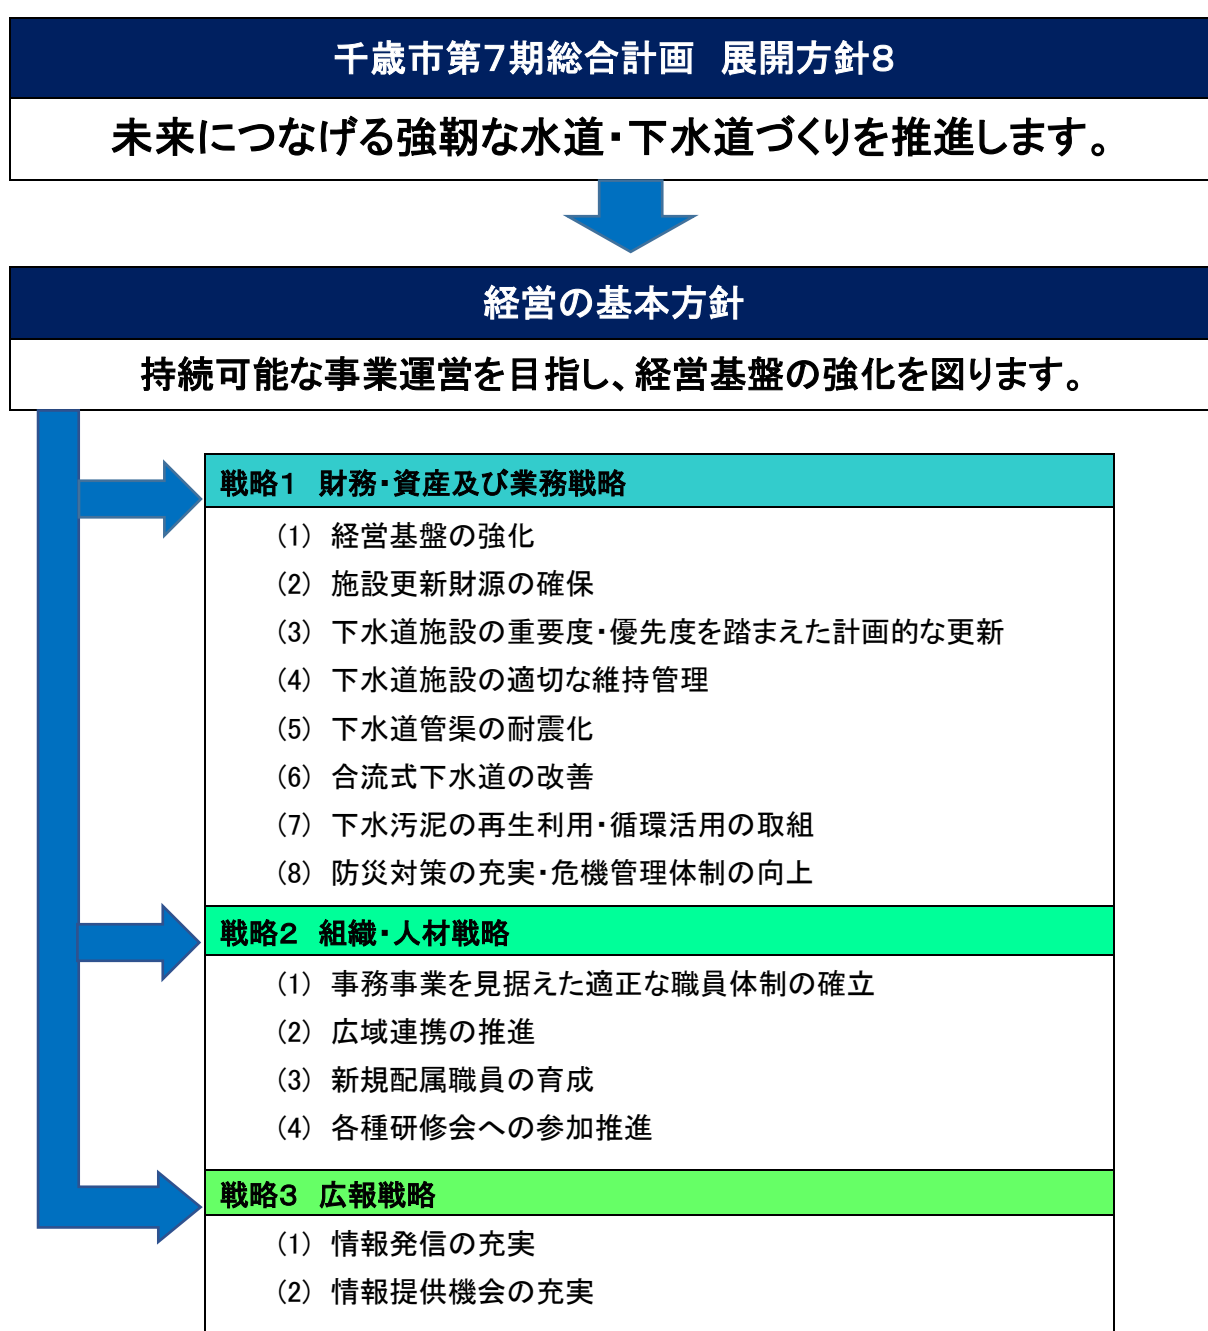 千歳市第７期総合計画　展開方針８
未来につなげる強靭な水道・下水道づくりを推進します。
経営の基本方針
持続可能な事業運営を目指し、経営基盤の強化を図ります。
戦略１　財務・資産及び業務戦略
(1) 経営基盤の強化
(2) 施設更新財源の確保
(3) 下水道施設の重要度・優先度を踏まえた計画的な更新
(4) 下水道施設の適切な維持管理
(5) 下水道管渠の耐震化
(6) 合流式下水道の改善
(7) 下水汚泥の再生利用・循環活用の取組
(8) 防災対策の充実・危機管理体制の向上
戦略２　組織・人材戦略
(1) 事務事業を見据えた適正な職員体制の確立
(2) 広域連携の推進
(3) 新規配属職員の育成
(4) 各種研修会への参加推進
戦略３　広報戦略
(1) 情報発信の充実
(2) 情報提供機会の充実